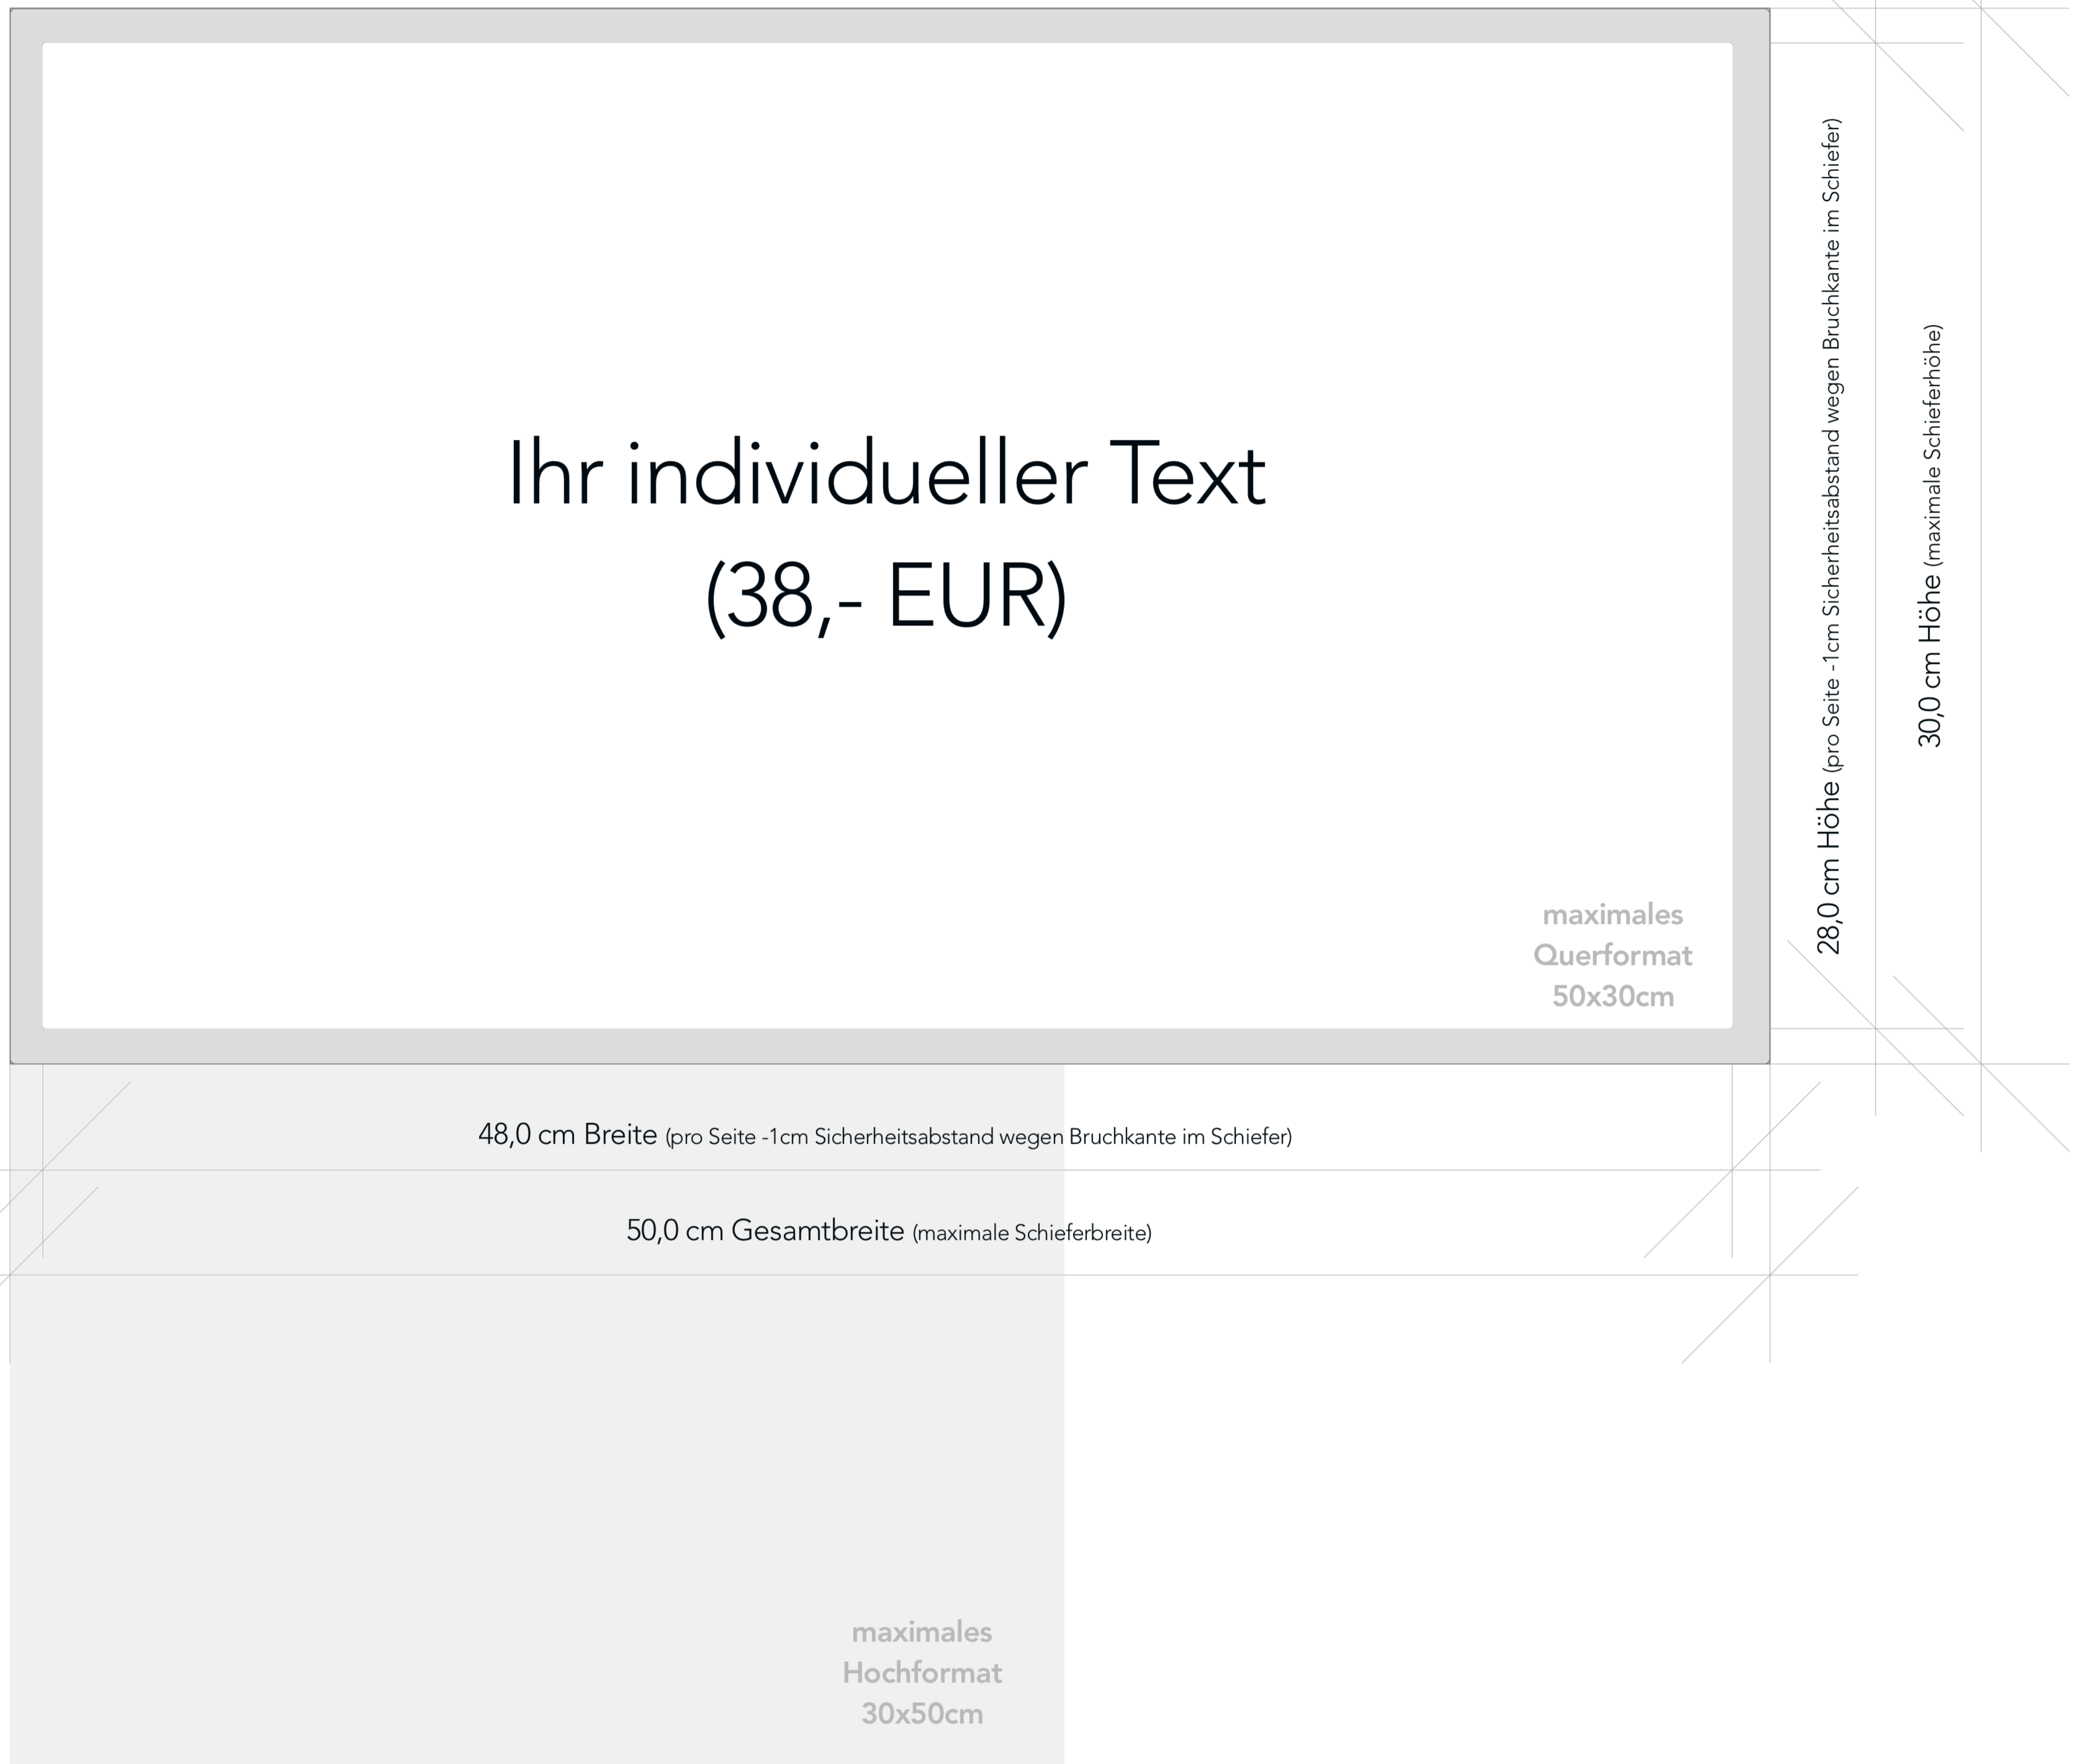 Ihr individueller Text
(38,- EUR)
maximales
Querformat
50x30cm
28,0 cm Höhe (pro Seite -1cm Sicherheitsabstand wegen Bruchkante im Schiefer)
30,0 cm Höhe (maximale Schieferhöhe)
48,0 cm Breite (pro Seite -1cm Sicherheitsabstand wegen Bruchkante im Schiefer)
50,0 cm Gesamtbreite (maximale Schieferbreite)
maximales
Hochformat
30x50cm